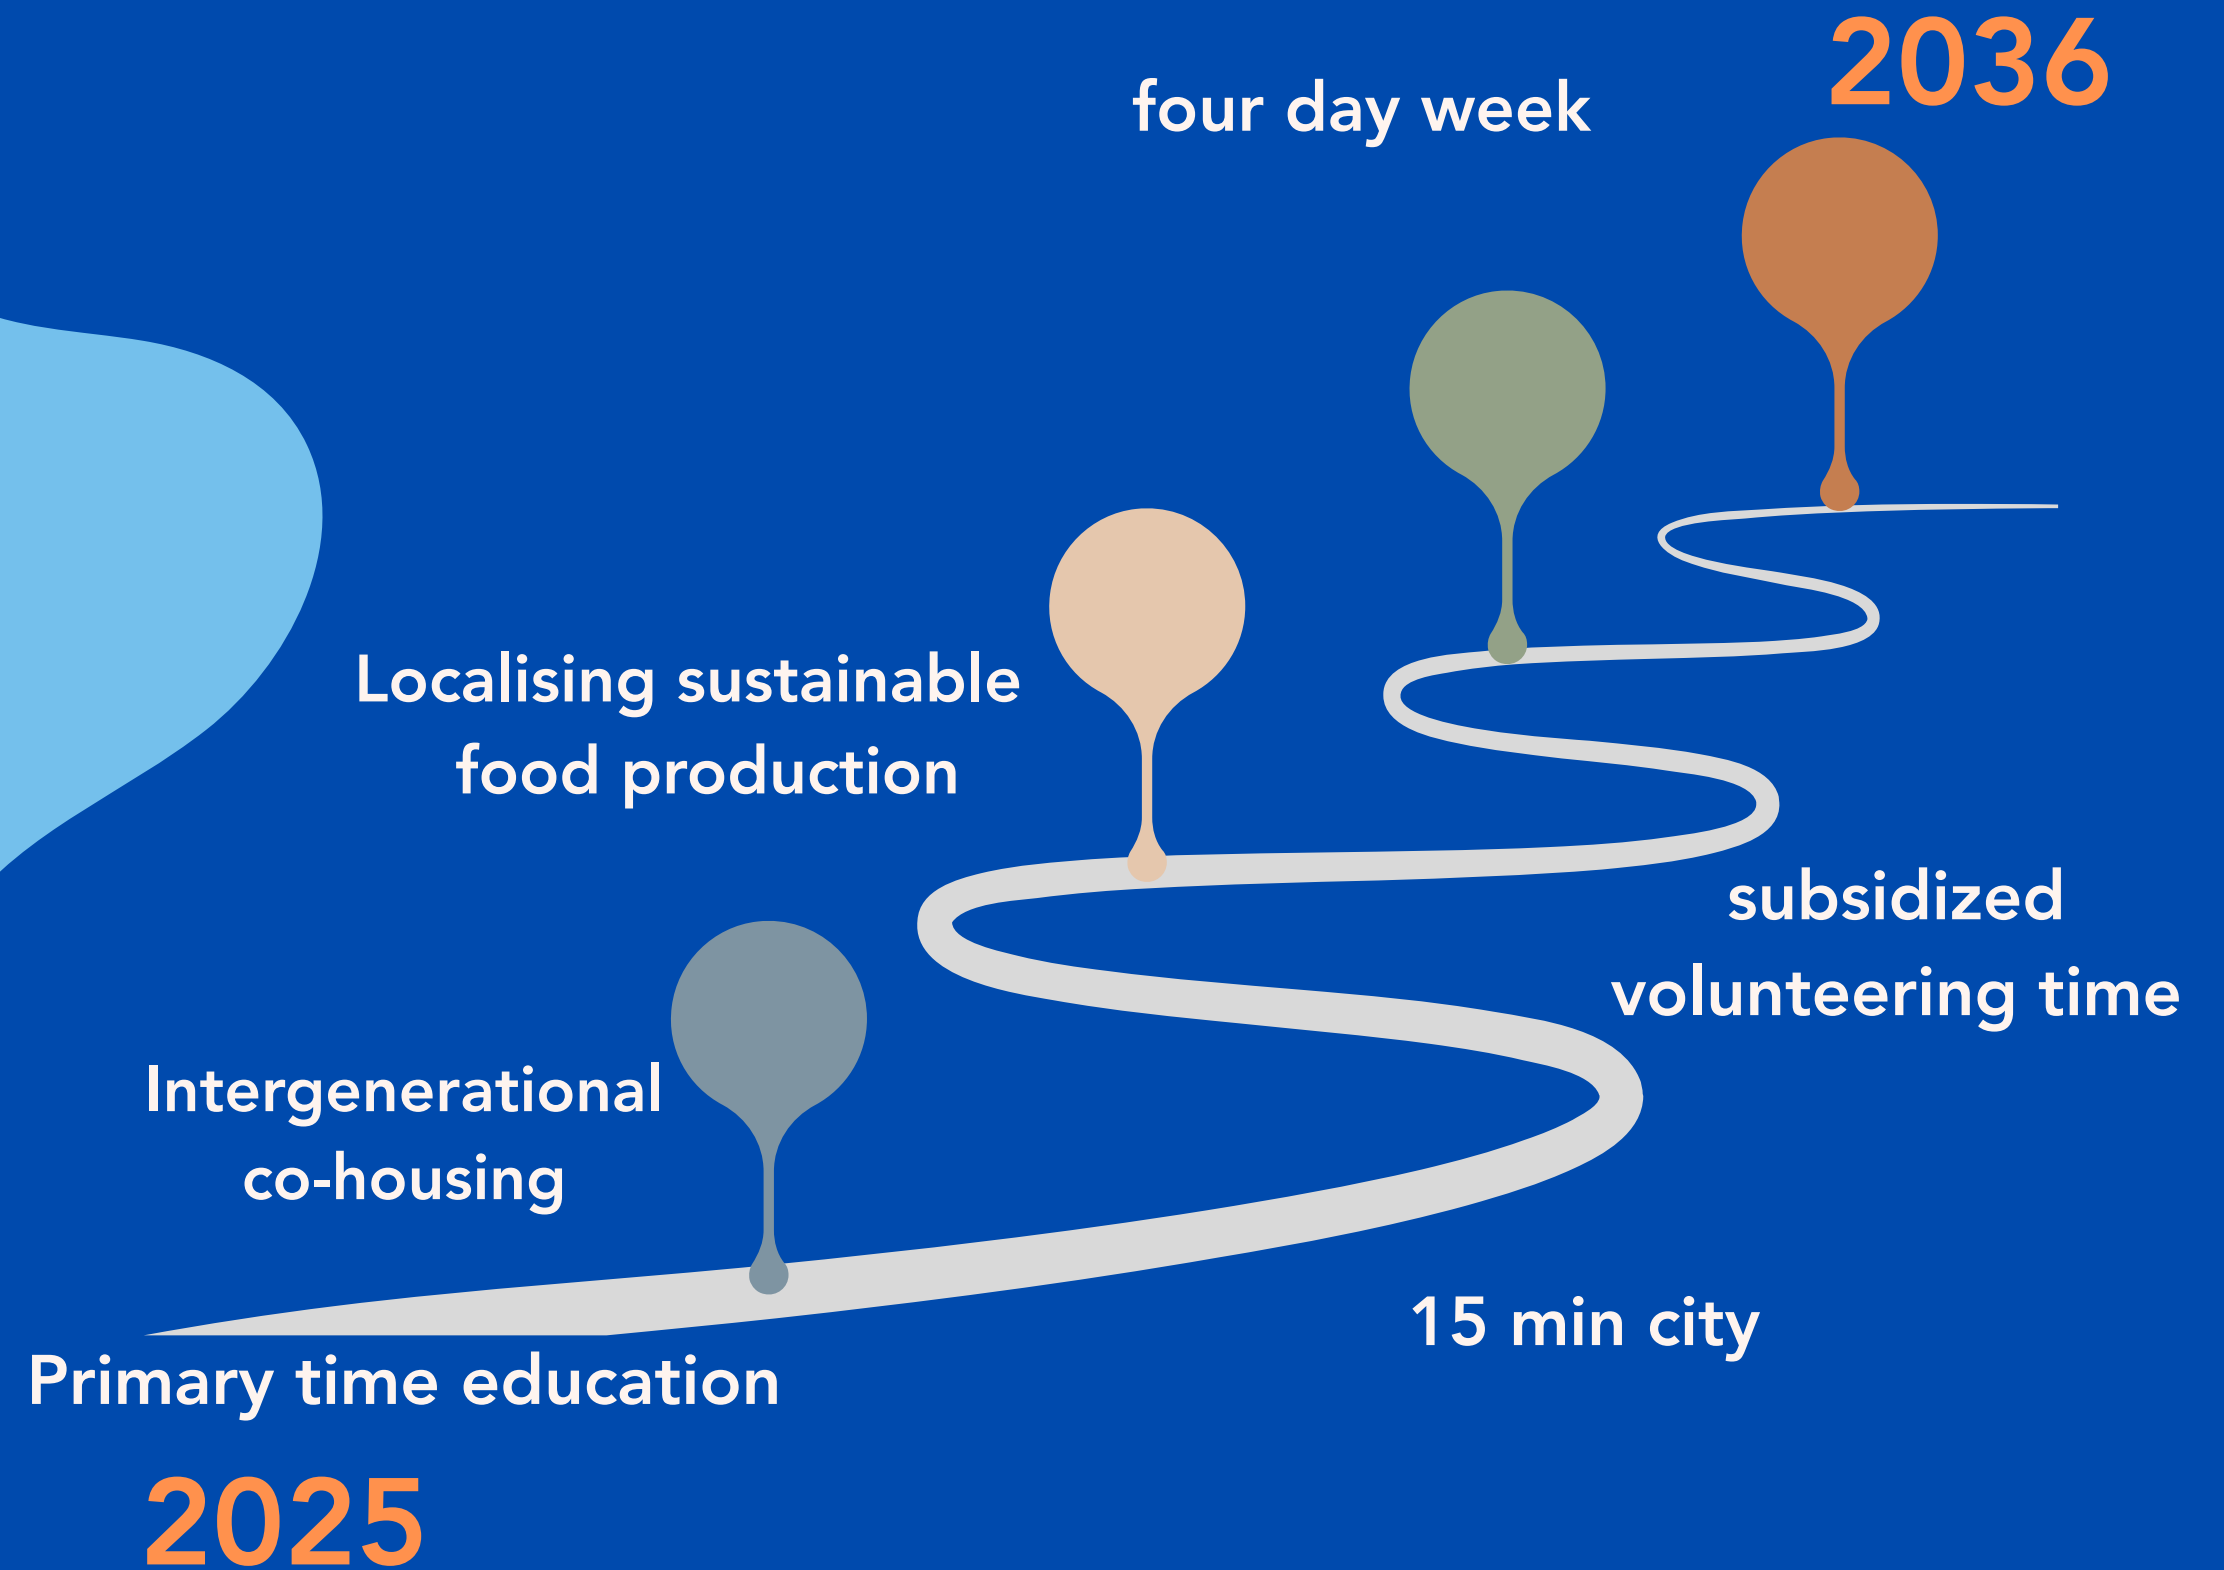 2036
four day week
Localising sustainable
food production
subsidized
volunteering time
Intergenerational
co-housing
15 min city
Primary time education
2025